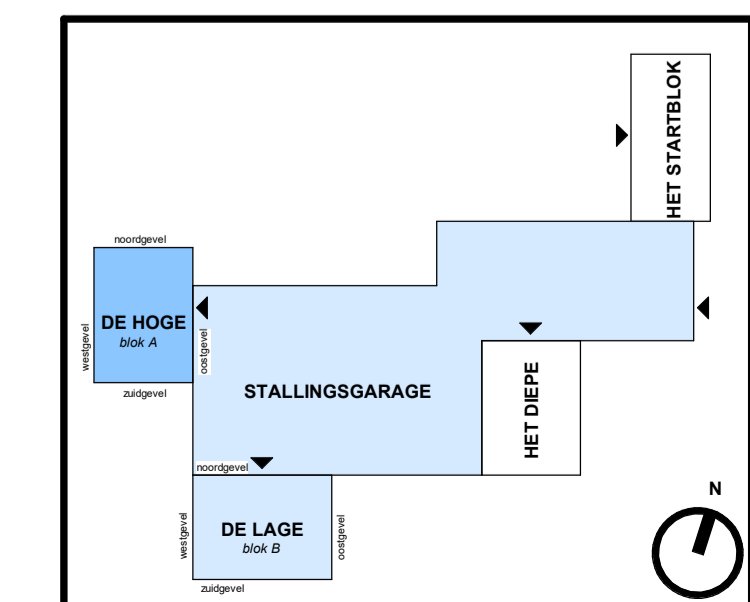 HET STARTBLOK
noordgevel
DE HOGE
blok A
westgevel
oostgevel
zuidgevel
STALLINGSGARAGE
HET DIEPE
noordgevel
DE LAGE
blok B
westgevel
oostgevel
zuidgevel
N